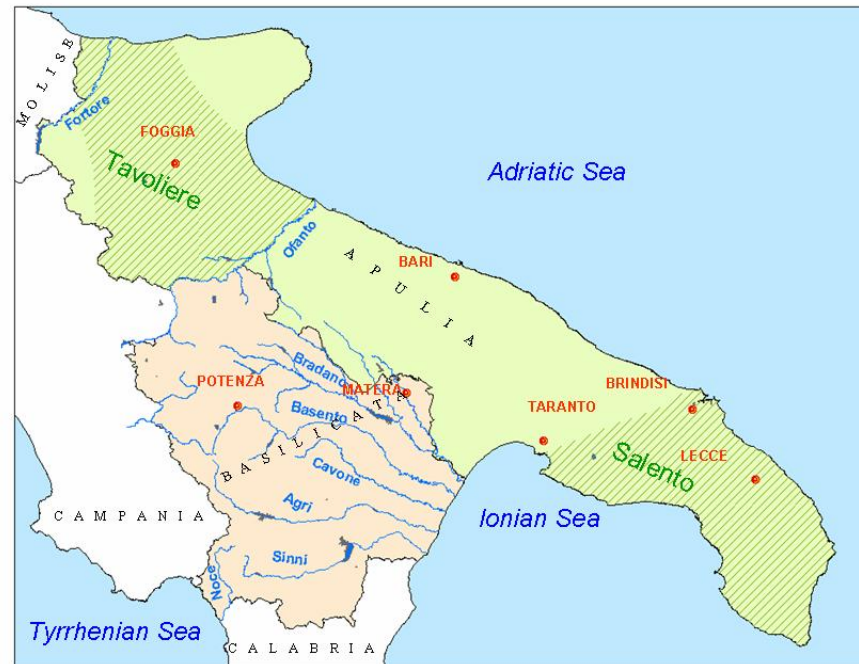 MOLISE
Fortore
FOGGIA
Tavoliere
Adriatic Sea
Ofanto
APULIA
BARI
Bradano
POTENZA
MATERA
BRINDISI
TARANTO
Basento
BASILICATA
LECCE
Salento
Cavone
Agri
CAMPANIA
Ionian Sea
Sinni
Noce
Tyrrhenian Sea
CALABRIA